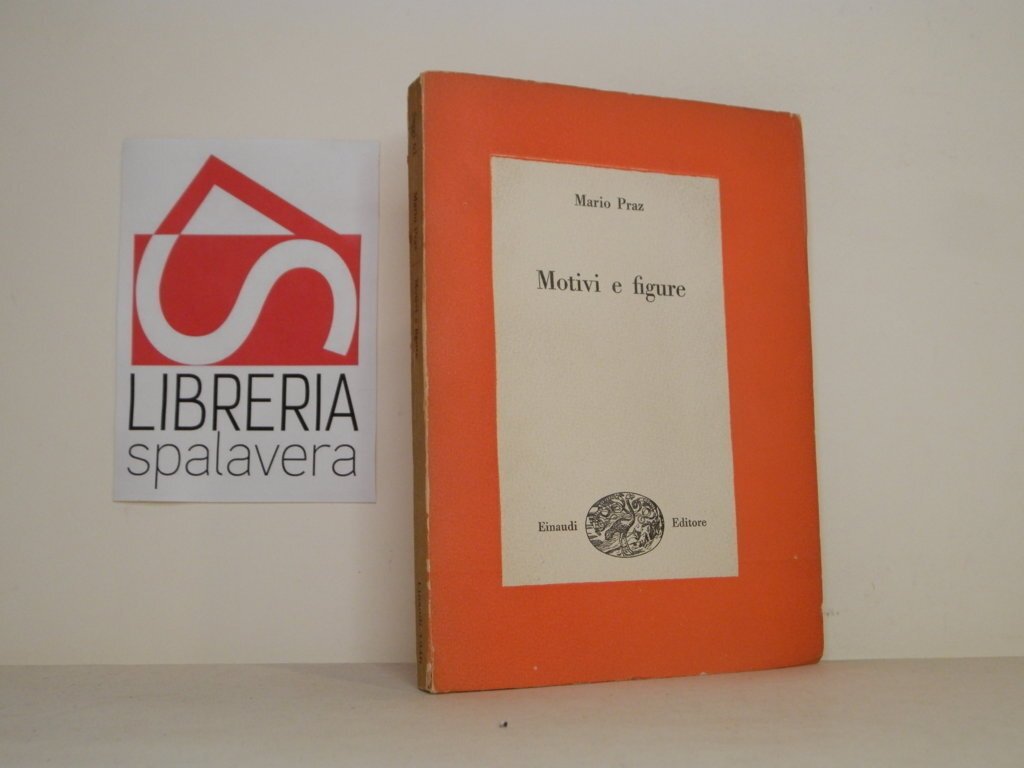 LIBRERIA
spalavera
Mario Praz
Motivi e figure
Einaudi Editore